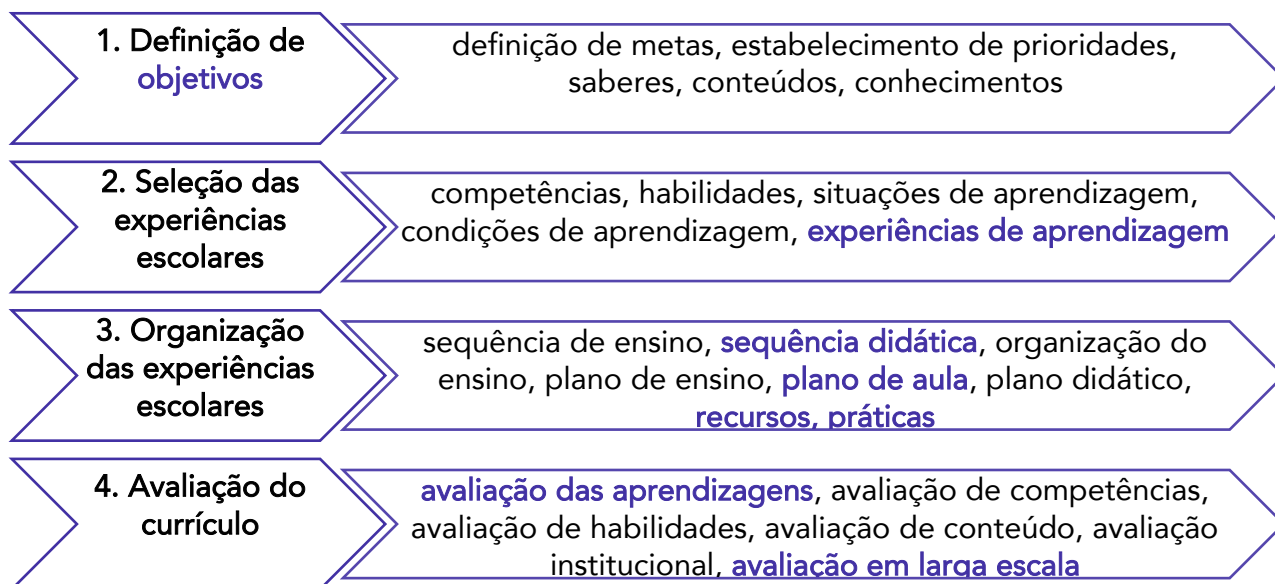 1. Definição de
objetivos
definição de metas, estabelecimento de prioridades,
saberes, conteúdos, conhecimentos
2. Seleção das
experiências
escolares
competências, habilidades, situações de aprendizagem,
condições de aprendizagem, experiências de aprendizagem
3. Organização
das experiências
escolares
sequência de ensino, sequência didática, organização do
ensino, plano de ensino, plano de aula, plano didático,
recursos, práticas
4. Avaliação do
currículo
avaliação das aprendizagens, avaliação de competências,
avaliação de habilidades, avaliação de conteúdo, avaliação
institucional, avaliação em larga escala